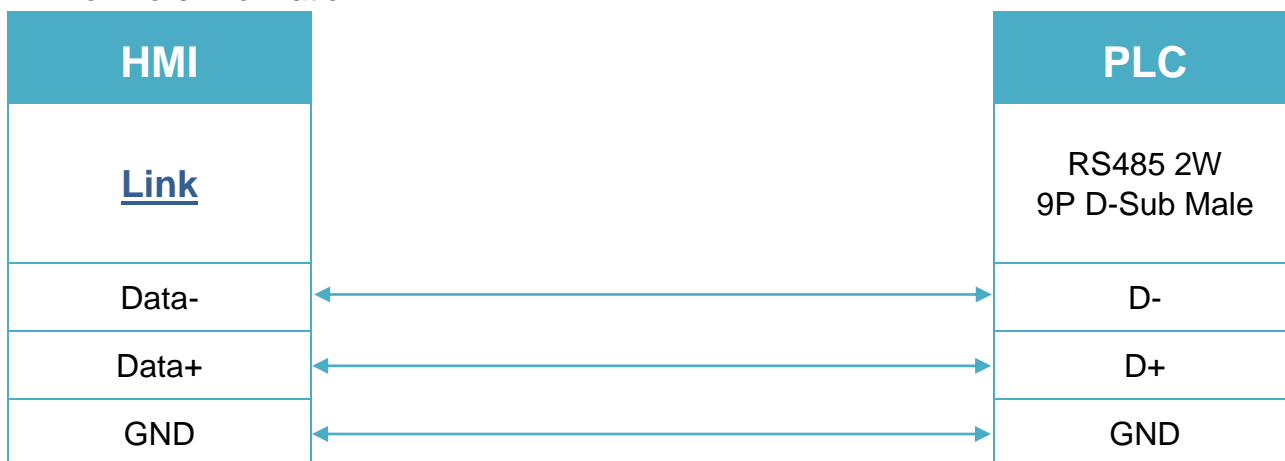 HMI
PLC
Link
RS485 2W
9P D-Sub Male
Data-
D-
Data+
D+
GND
GND